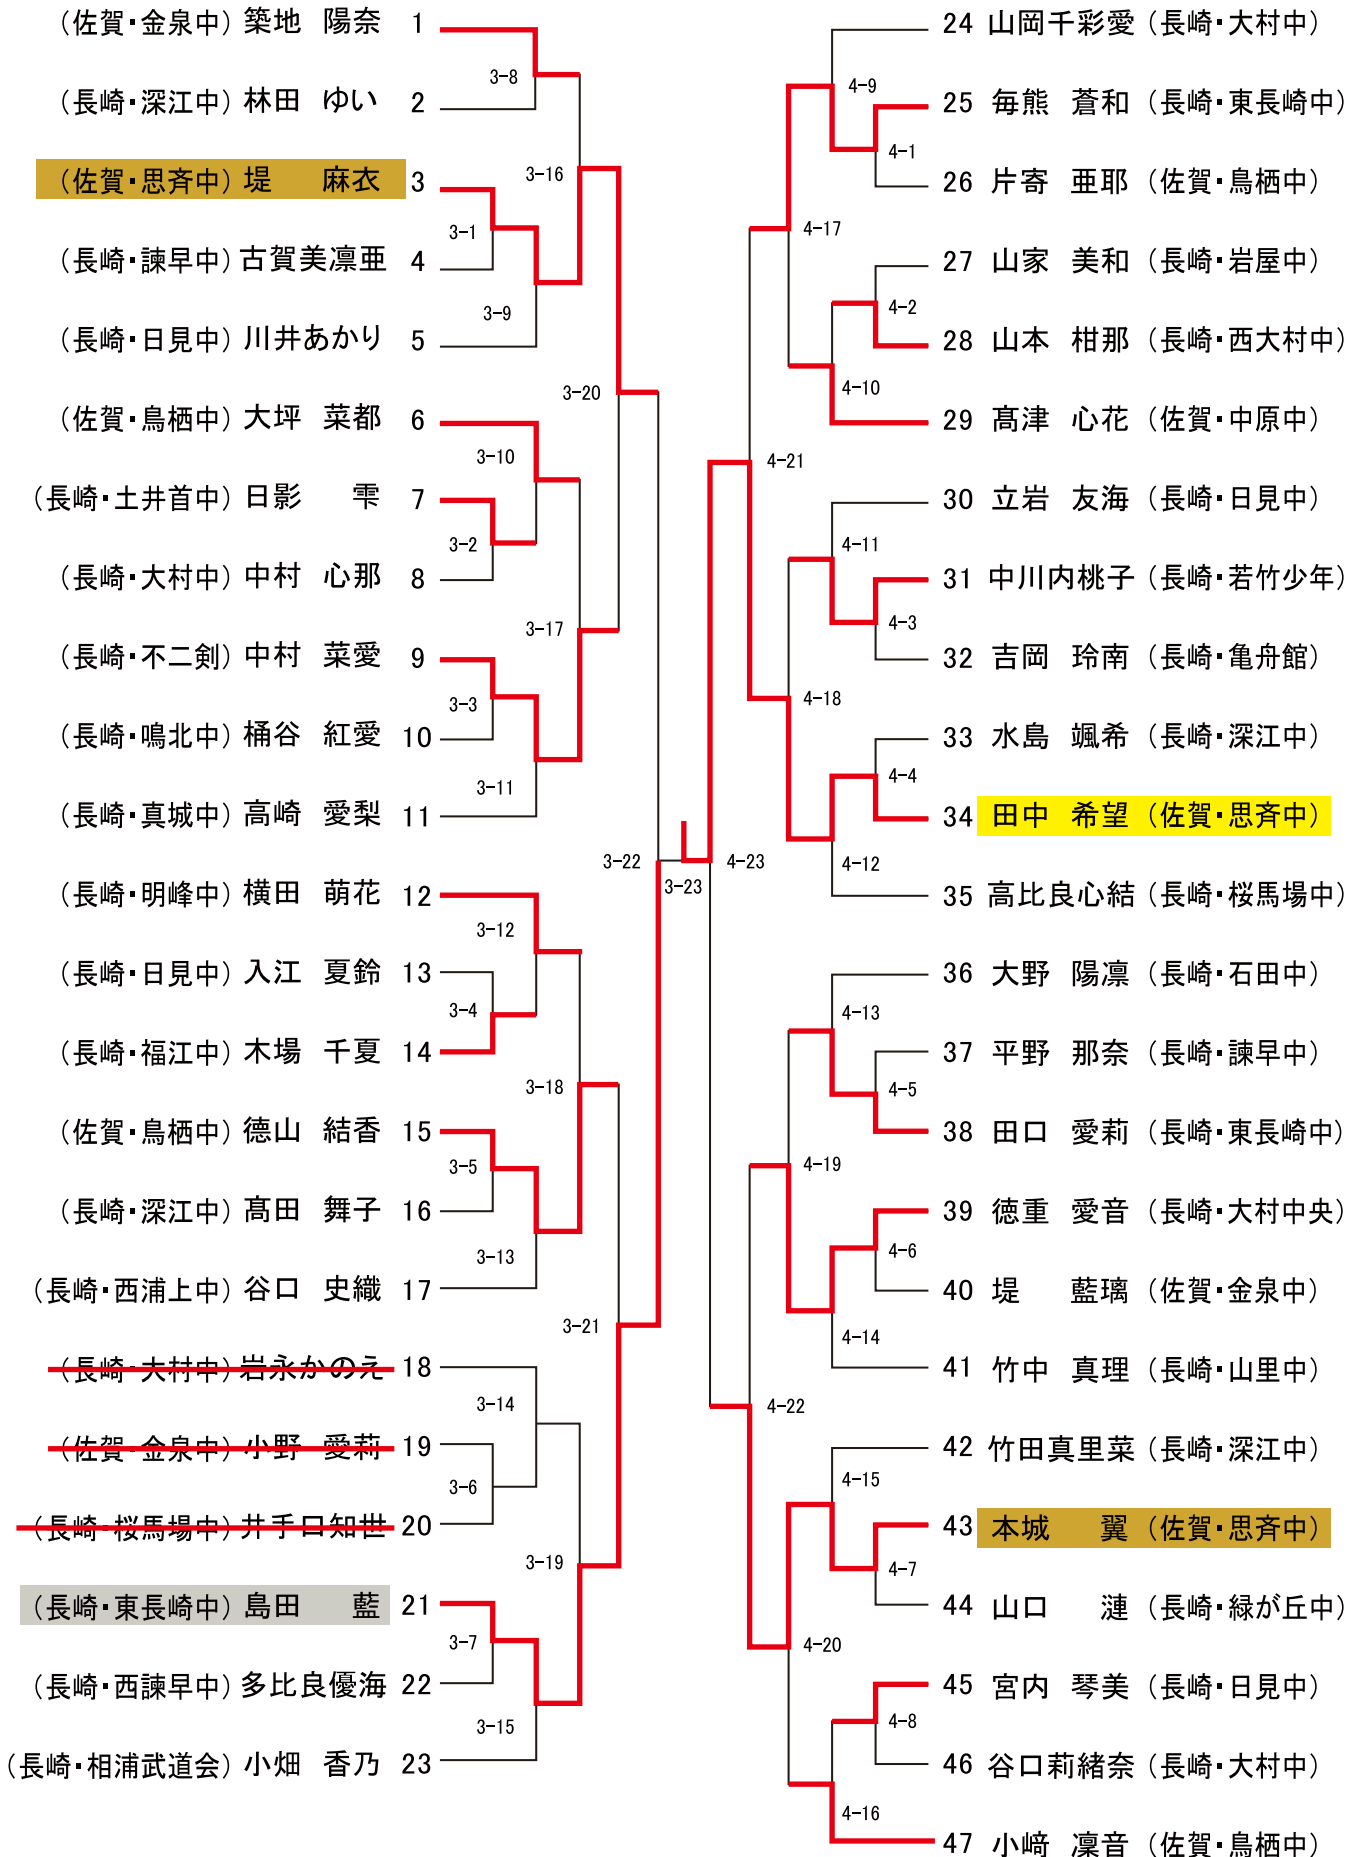 (佐賀・金泉中) 築地 陽奈 1
3-8
(長崎・深江中) 林田 ゆい 2
3-16
(佐賀・思斉中) 堤 麻衣 3
3-1
(長崎・諫早中) 古賀美凛亜 4
3-9
(長崎・日見中) 川井あかり 5
3-20
(佐賀・鳥栖中) 大坪 菜都 6
3-10
(長崎・土井首中) 日影 雫 7
3-2
(長崎・大村中) 中村 心那 8
3-17
(長崎・不二剣) 中村 菜愛 9
3-3
(長崎・鳴北中) 桶谷 紅愛 10
3-11
(長崎・真城中) 高崎 愛梨 11
3-22
(長崎・明峰中) 横田 萌花 12
3-12
(長崎・日見中) 入江 夏鈴 13
3-4
(長崎・福江中) 木場 千夏 14
3-18
(佐賀・鳥栖中) 德山 結香 15
3-5
(長崎・深江中) 髙田 舞子 16
3-13
(長崎・西浦上中) 谷口 史織 17
3-21
(長崎・大村中) 岩永かのえ 18
3-14
(佐賀・金泉中) 小野 愛莉 19
3-6
(長崎・桜馬場中) 井手口知世 20
3-19
(長崎・東長崎中) 島田 藍 21
3-7
(長崎・西諫早中) 多比良優海 22
3-15
(長崎・相浦武道会) 小畑 香乃 23
3-23
4-23
24 山岡千彩愛 (長崎・大村中)
4-9
25 毎熊 蒼和 (長崎・東長崎中)
4-1
26 片寄 亜耶 (佐賀・鳥栖中)
4-17
27 山家 美和 (長崎・岩屋中)
4-2
28 山本 柑那 (長崎・西大村中)
4-10
29 髙津 心花 (佐賀・中原中)
4-21
30 立岩 友海 (長崎・日見中)
4-11
31 中川内桃子 (長崎・若竹少年)
4-3
32 吉岡 玲南 (長崎・亀舟館)
4-18
33 水島 颯希 (長崎・深江中)
4-4
34 田中 希望 (佐賀・思斉中)
4-12
35 高比良心結 (長崎・桜馬場中)
36 大野 陽凛 (長崎・石田中)
4-13
37 平野 那奈 (長崎・諫早中)
4-5
38 田口 愛莉 (長崎・東長崎中)
4-19
39 徳重 愛音 (長崎・大村中央)
4-6
40 堤 藍璃 (佐賀・金泉中)
4-14
41 竹中 真理 (長崎・山里中)
4-22
42 竹田真里菜 (長崎・深江中)
4-15
43 本城 翼 (佐賀・思斉中)
4-7
44 山口 漣 (長崎・緑が丘中)
4-20
45 宮内 琴美 (長崎・日見中)
4-8
46 谷口莉緒奈 (長崎・大村中)
4-16
47 小﨑 凜音 (佐賀・鳥栖中)